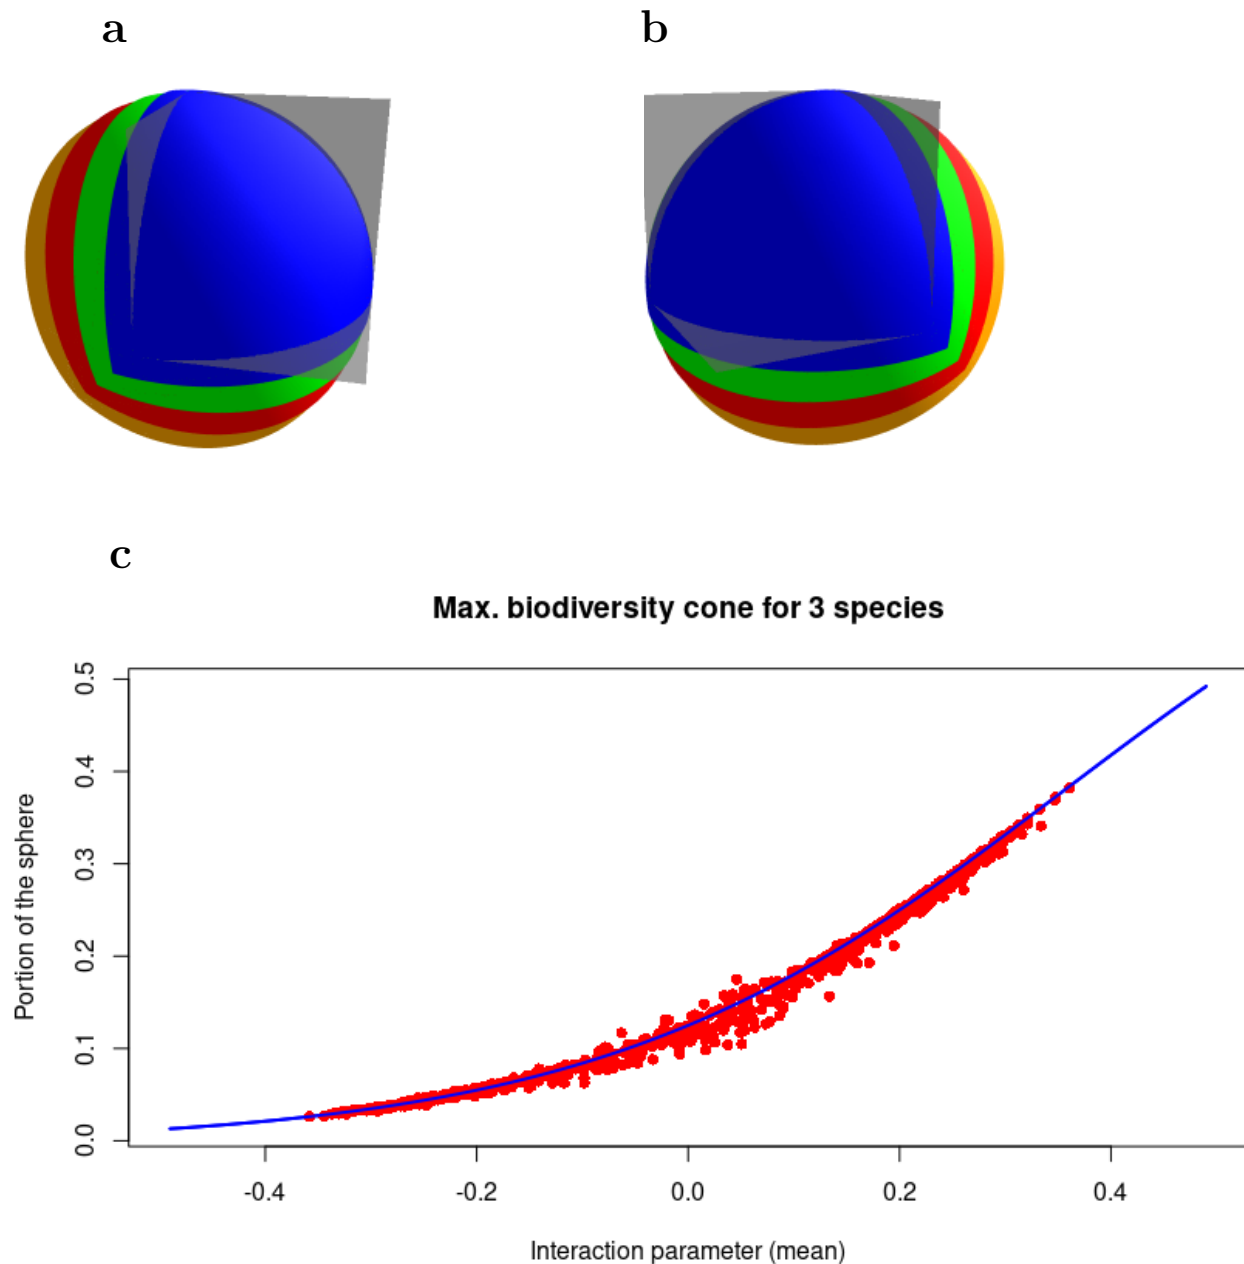 a
b
c
Max. biodiversity cone for 3 species
Portion of the sphere
0.5
0.4
0.3
0.2
0.1
0.0
-0.4
-0.2
0.0
0.2
0.4
Interaction parameter (mean)